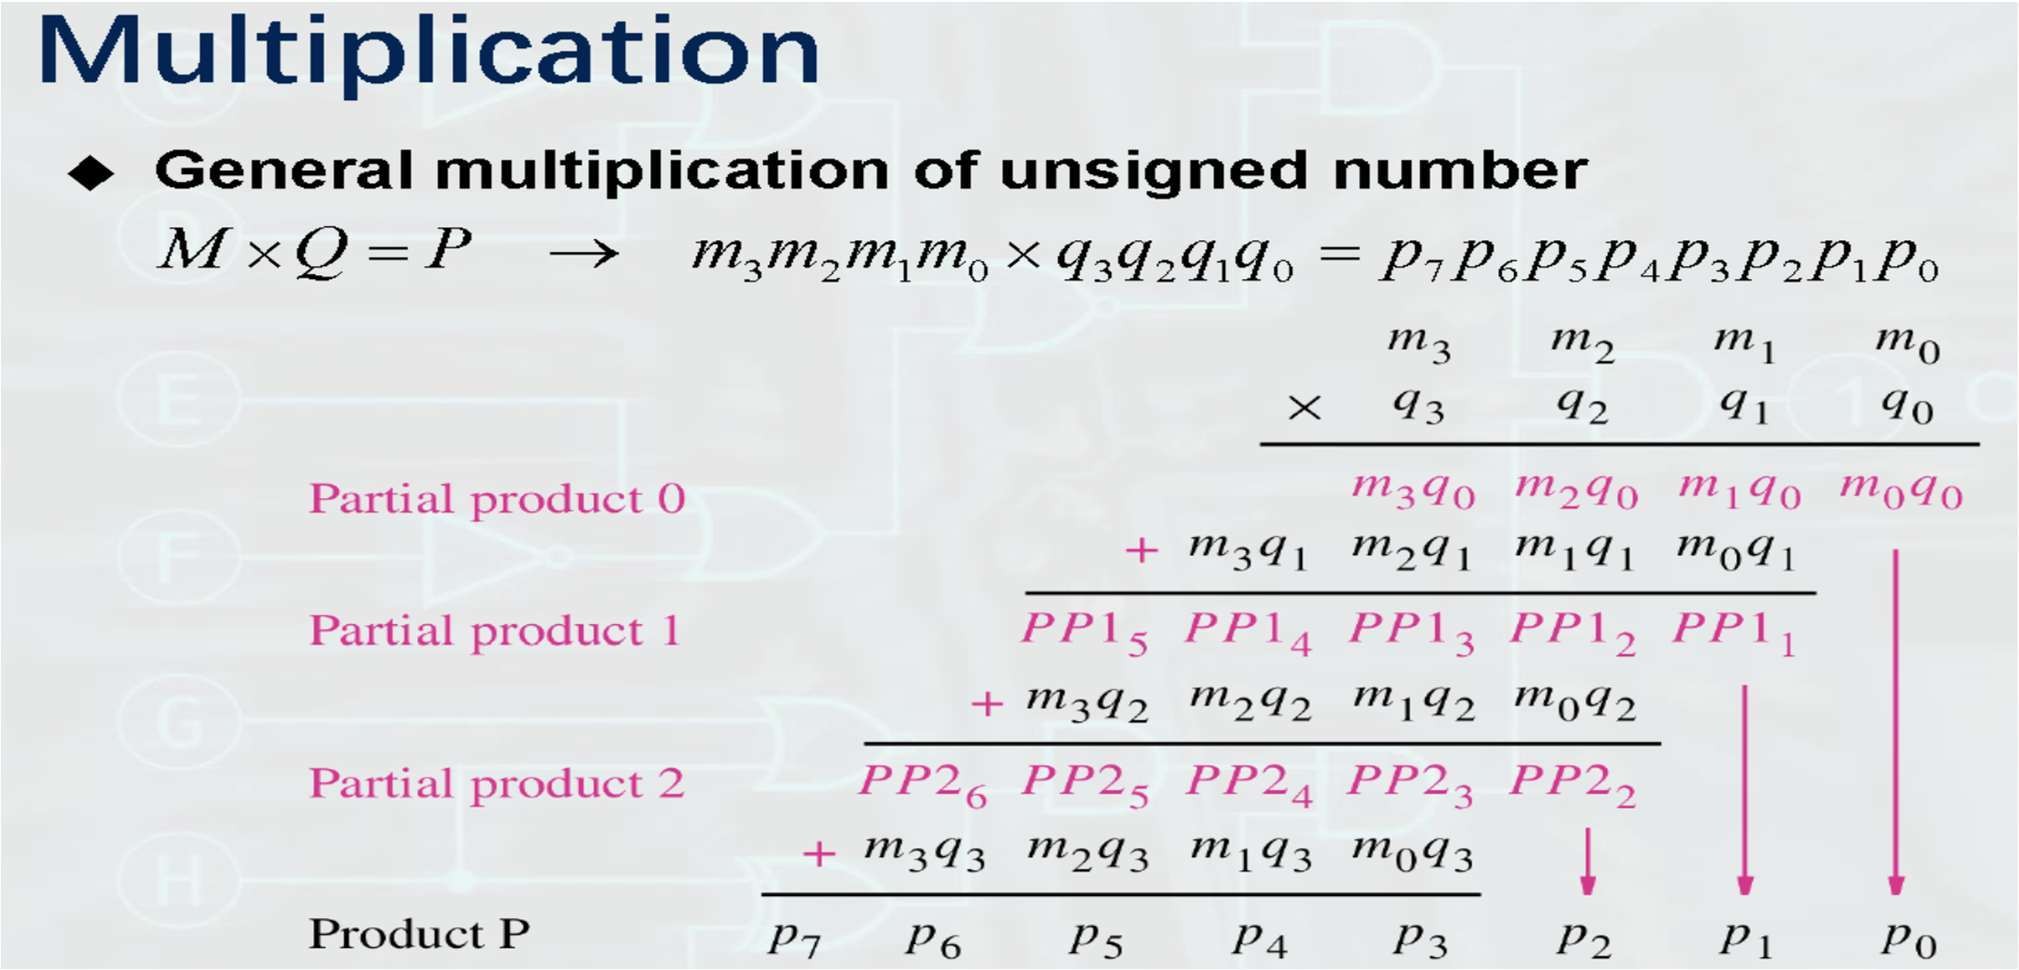 Multiplication
◆ General multiplication of unsigned number
M × Q = P → m₃m₂m₁m₀ × q₃q₂q₁q₀ = p₇p₆p₅p₄p₃p₂p₁p₀
m₃ m₂ m₁ m₀
× q₃ q₂ q₁ q₀
Partial product 0 m₃q₀ m₂q₀ m₁q₀ m₀q₀
+ m₃q₁ m₂q₁ m₁q₁ m₀q₁
Partial product 1 PP1₅ PP1₄ PP1₃ PP1₂ PP1₁
+ m₃q₂ m₂q₂ m₁q₂ m₀q₂
Partial product 2 PP2₆ PP2₅ PP2₄ PP2₃ PP2₂
+ m₃q₃ m₂q₃ m₁q₃ m₀q₃
Product P p₇ p₆ p₅ p₄ p₃ p₂ p₁ p₀
E
F
G
H
D
1